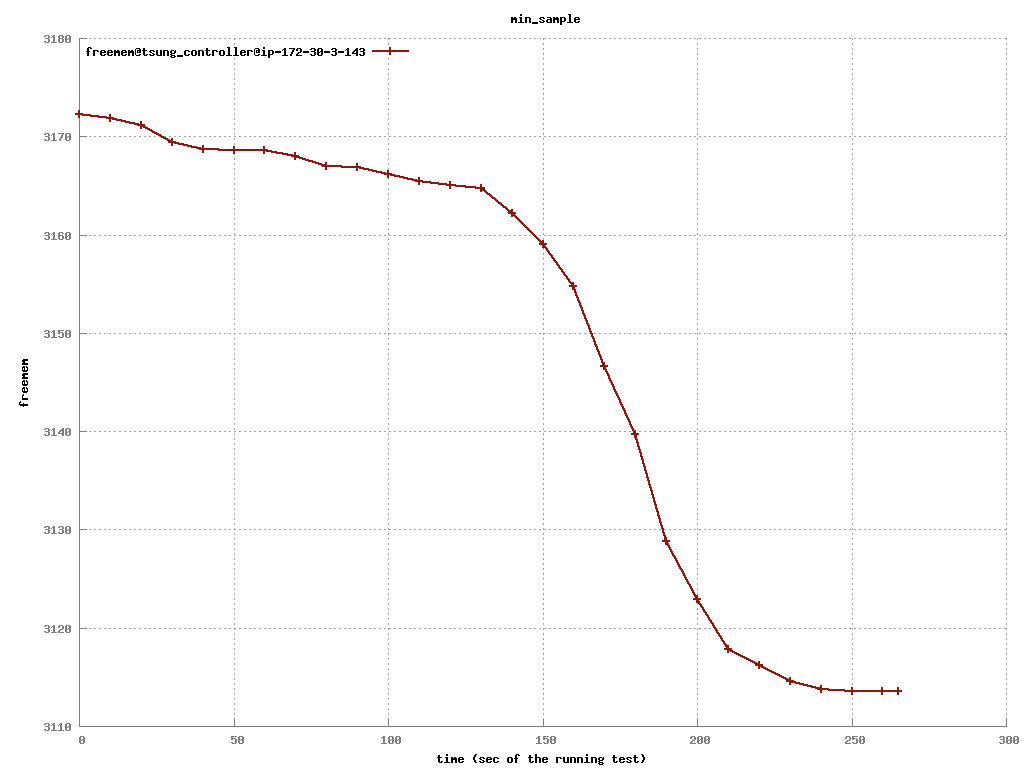 min_sample
freemem@tsung_controller@ip-172-30-3-143
3180
3170
3160
3150
3140
3130
3120
3110
freemem
0 50 100 150 200 250 300
time (sec of the running test)